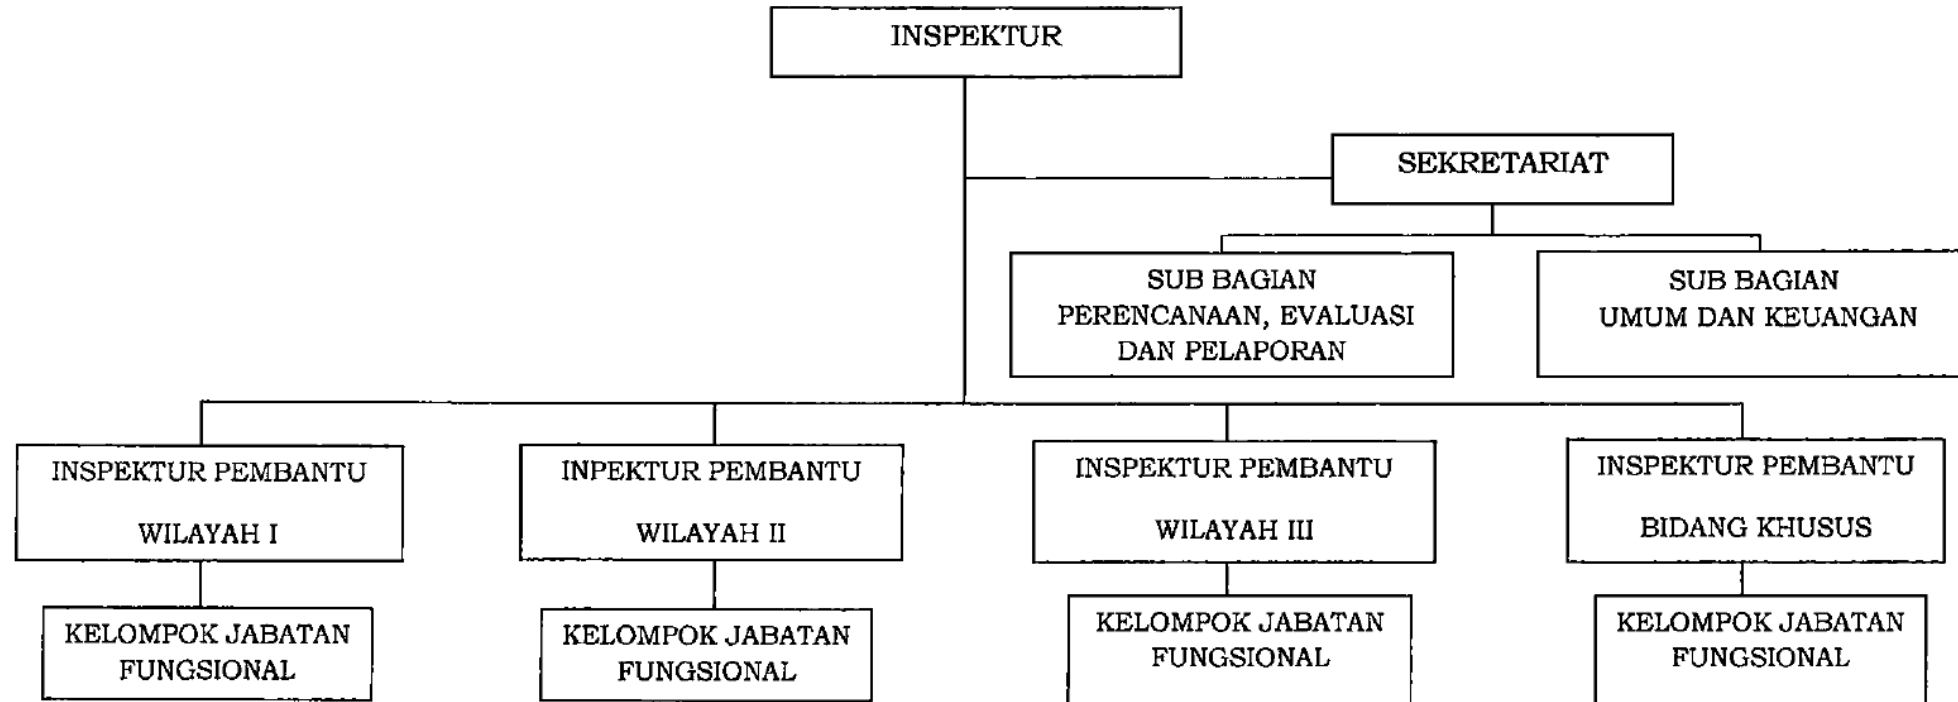 INSPEKTUR
SEKRETARIAT
SUB BAGIAN
PERENCANAAN, EVALUASI
DAN PELAPORAN
SUB BAGIAN
UMUM DAN KEUANGAN
INSPEKTUR PEMBANTU
WILAYAH I
INPEKTUR PEMBANTU
WILAYAH II
INSPEKTUR PEMBANTU
WILAYAH III
INSPEKTUR PEMBANTU
BIDANG KHUSUS
KELOMPOK JABATAN
FUNGSIONAL
KELOMPOK JABATAN
FUNGSIONAL
KELOMPOK JABATAN
FUNGSIONAL
KELOMPOK JABATAN
FUNGSIONAL